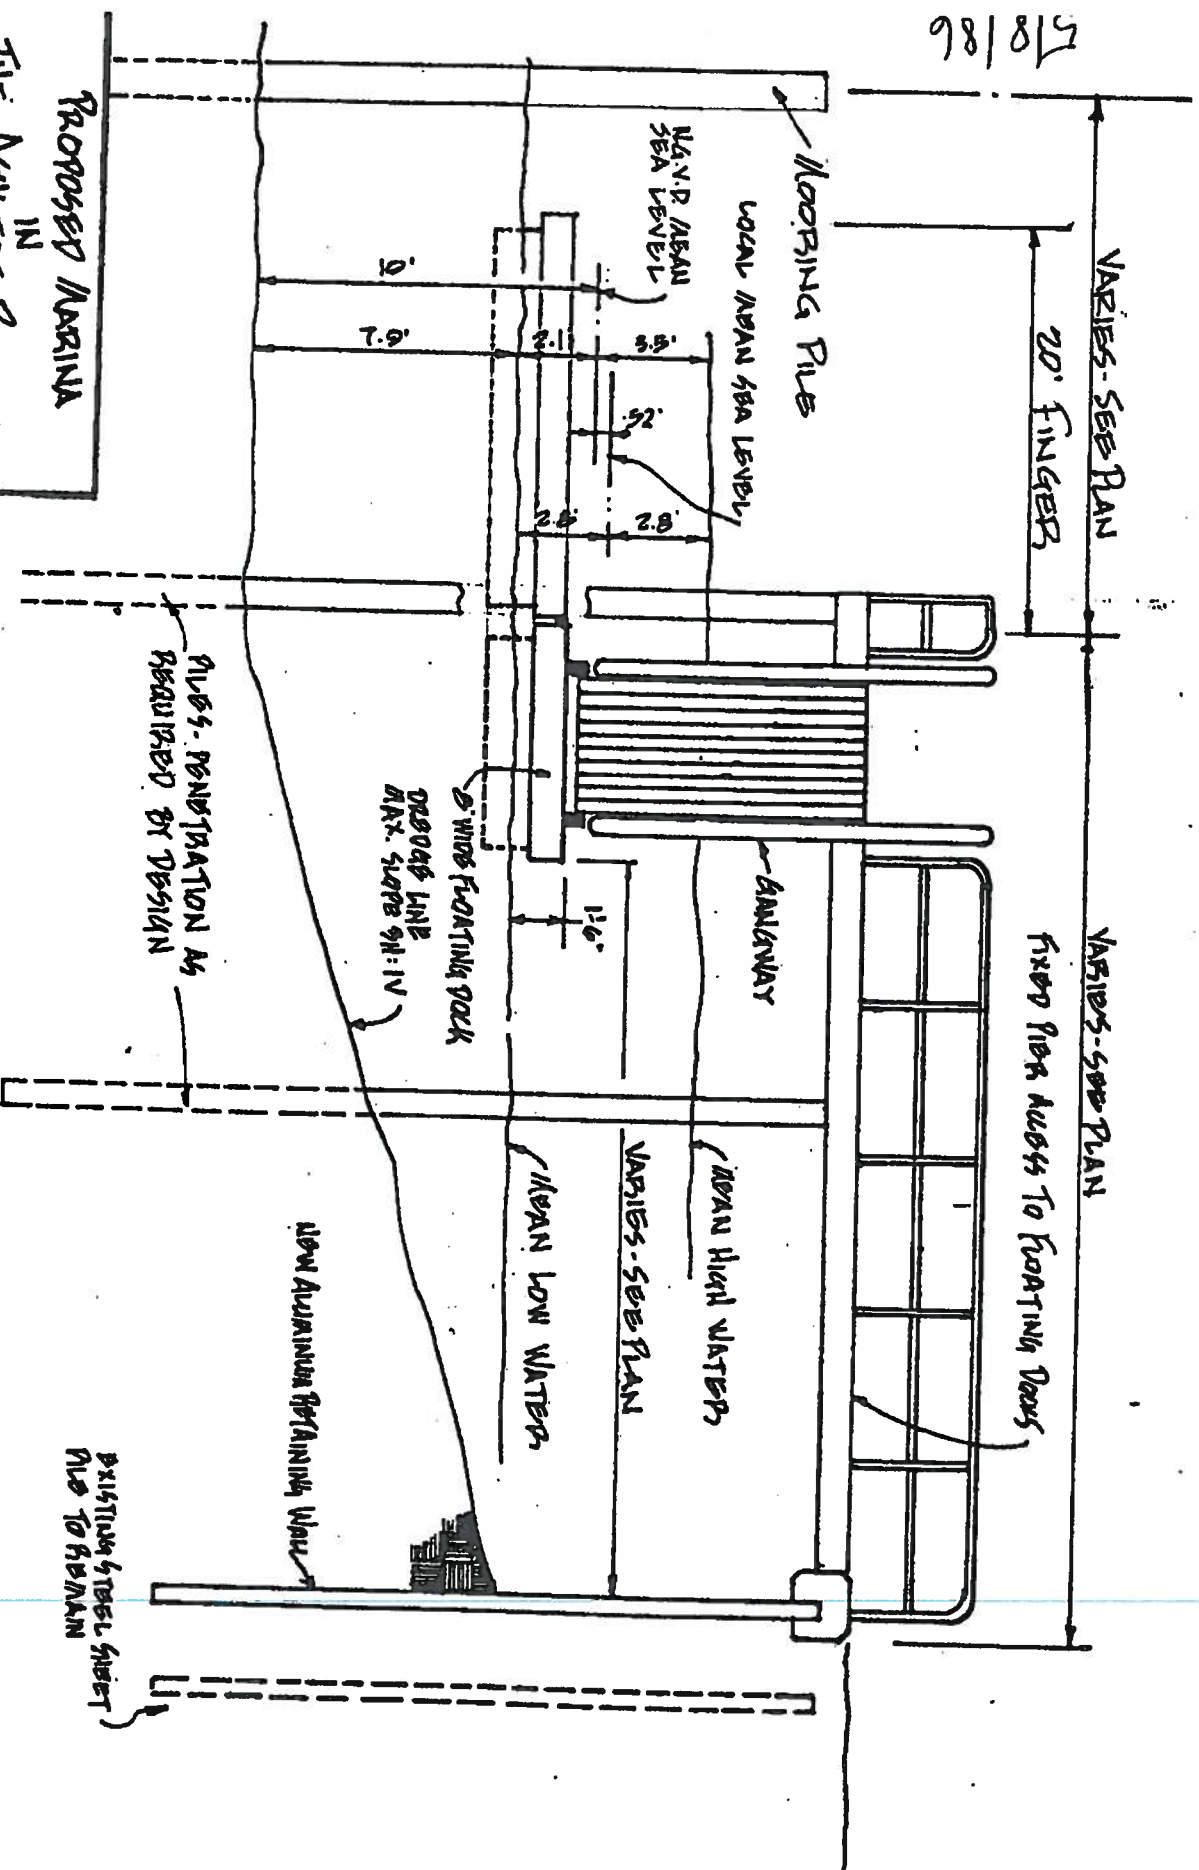 5/8/86
VARIES-SEE PLAN
VARIES-SEE PLAN
20' FINGER
FIXED PIER ACCESS TO FLOATING DOCKS
MOORING PILE
LOCAL MEAN SEA LEVEL
N.G.V.D. MEAN
SEA LEVEL
GANGWAY
MEAN HIGH WATER
3.3'
.52'
2.8'
2.1'
2.8'
10'
7.9'
1'-6"
VARIES-SEE PLAN
MEAN LOW WATER
8' WIDE FLOATING DOCK
DREDGE LINE
MAX. SLOPE 3H:1V
NEW ALUMINUM RETAINING WALL
PILES-PENETRATION AS
REQUIRED BY DESIGN
EXISTING STEEL SHEET
PILE TO REMAIN
PROPOSED MARINA
IN